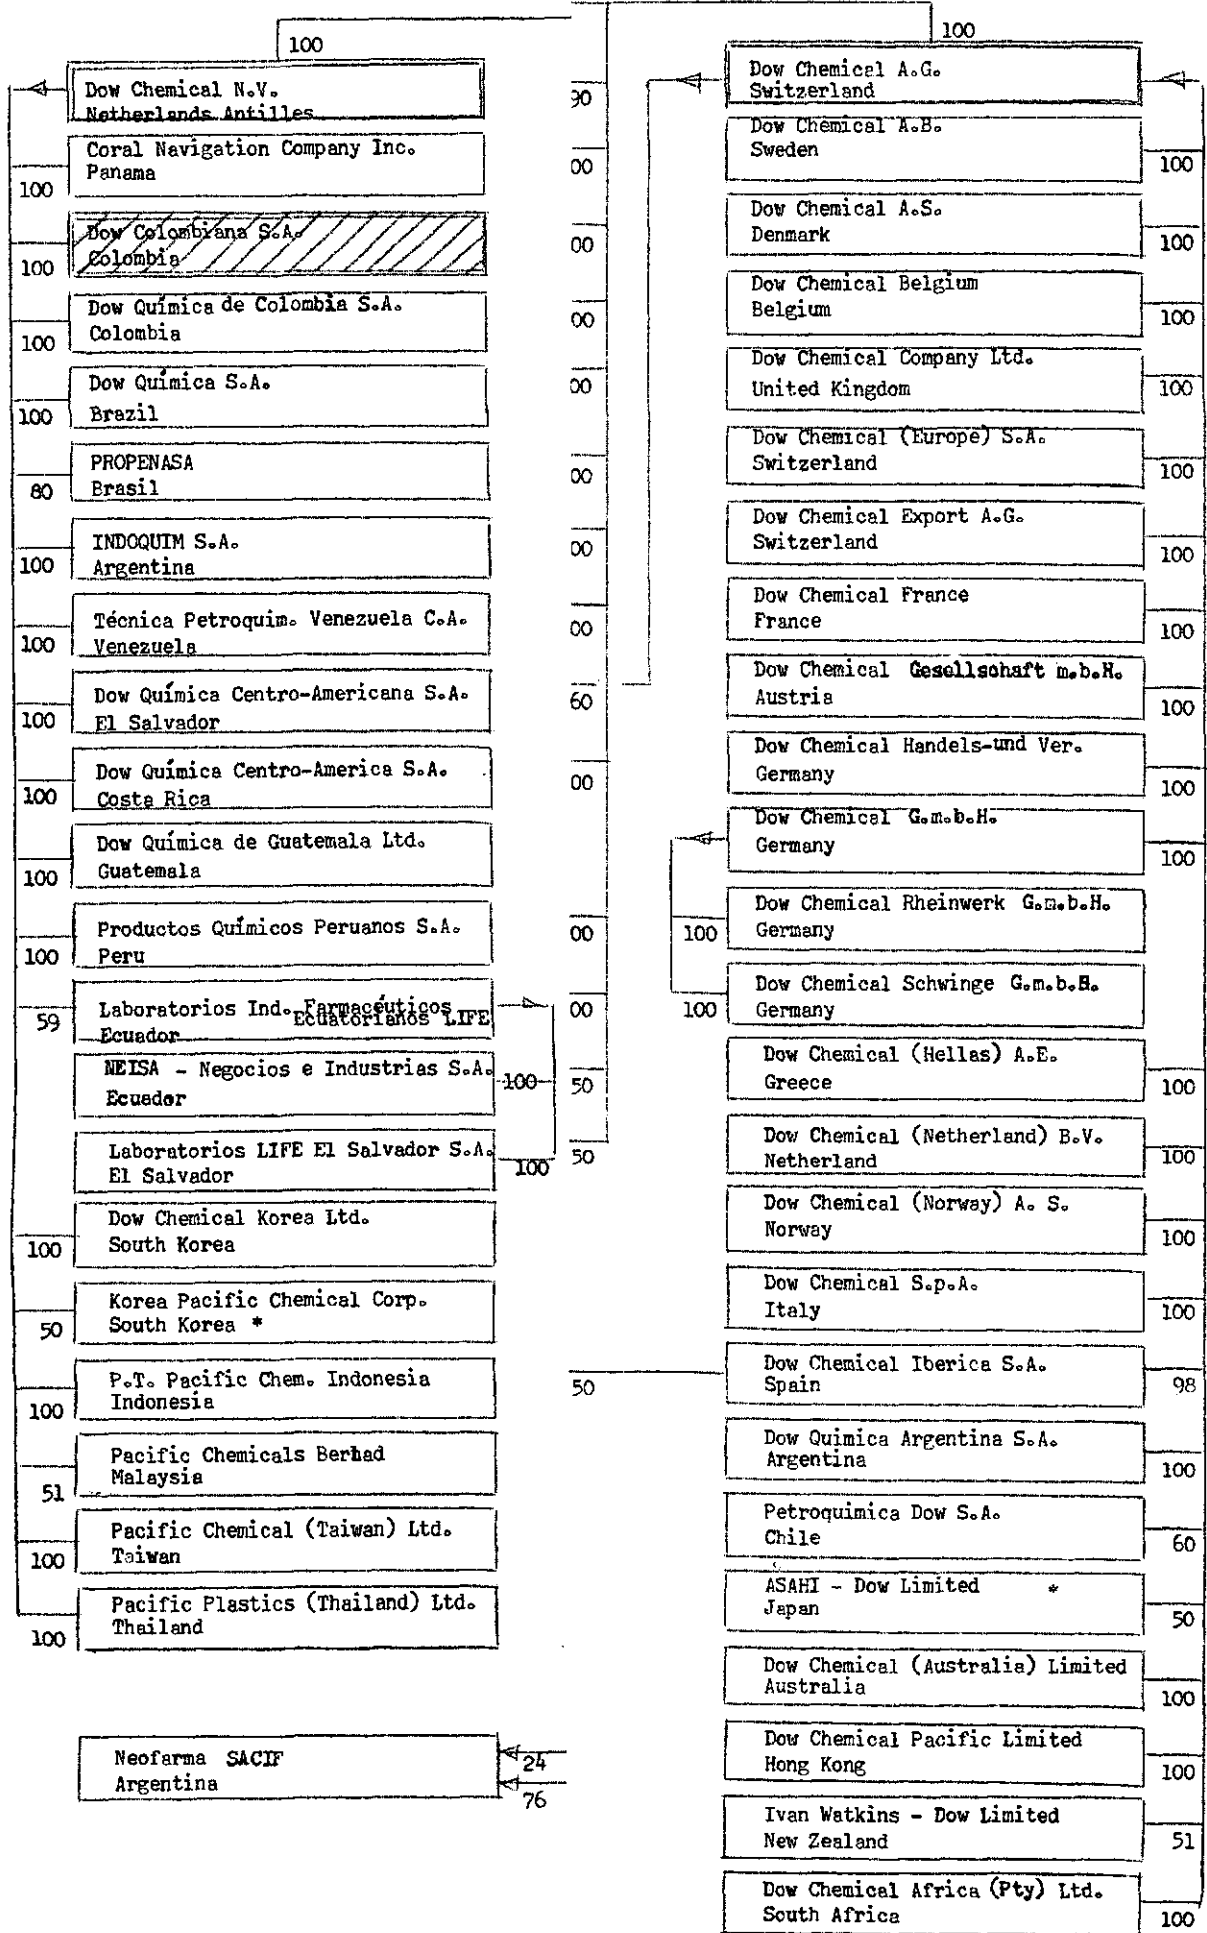 100
Dow Chemical N.V.
Netherlands Antilles
Coral Navigation Company Inc.
Panama
100
Dow Colombiana S.A.
Colombia
100
Dow Química de Colombia S.A.
Colombia
100
Dow Química S.A.
Brazil
100
PROPENASA
Brasil
80
INDOQUIM S.A.
Argentina
100
Técnica Petroquim. Venezuela C.A.
Venezuela
100
Dow Química Centro-Americana S.A.
El Salvador
100
Dow Química Centro-America S.A.
Costa Rica
100
Dow Química de Guatemala Ltd.
Guatemala
100
Productos Químicos Peruanos S.A.
Peru
100
Laboratorios Ind. Farmacéuticos
Ecuatorianos LIFE
Ecuador
59
NEISA - Negocios e Industrias S.A.
Ecuador
100
Laboratorios LIFE El Salvador S.A.
El Salvador
100
Dow Chemical Korea Ltd.
South Korea
100
Korea Pacific Chemical Corp.
South Korea *
50
P.T. Pacific Chem. Indonesia
Indonesia
100
Pacific Chemicals Berhad
Malaysia
51
Pacific Chemical (Taiwan) Ltd.
Taiwan
100
Pacific Plastics (Thailand) Ltd.
Thailand
100
Neofarma SACIF
Argentina
24
76
90
00
00
00
00
00
00
00
60
00
00
00
50
50
50
100
Dow Chemical A.G.
Switzerland
Dow Chemical A.B.
Sweden
100
Dow Chemical A.S.
Denmark
100
Dow Chemical Belgium
Belgium
100
Dow Chemical Company Ltd.
United Kingdom
100
Dow Chemical (Europe) S.A.
Switzerland
100
Dow Chemical Export A.G.
Switzerland
100
Dow Chemical France
France
100
Dow Chemical Gesellschaft m.b.H.
Austria
100
Dow Chemical Handels-und Ver.
Germany
100
Dow Chemical G.m.b.H.
Germany
100
Dow Chemical Rheinwerk G.m.b.H.
Germany
100
Dow Chemical Schwinge G.m.b.H.
Germany
100
Dow Chemical (Hellas) A.E.
Greece
100
Dow Chemical (Netherland) B.V.
Netherland
100
Dow Chemical (Norway) A. S.
Norway
100
Dow Chemical S.p.A.
Italy
100
Dow Chemical Iberica S.A.
Spain
98
Dow Quimica Argentina S.A.
Argentina
100
Petroquimica Dow S.A.
Chile
60
ASAHI - Dow Limited *
Japan
50
Dow Chemical (Australia) Limited
Australia
100
Dow Chemical Pacific Limited
Hong Kong
100
Ivan Watkins - Dow Limited
New Zealand
51
Dow Chemical Africa (Pty) Ltd.
South Africa
100